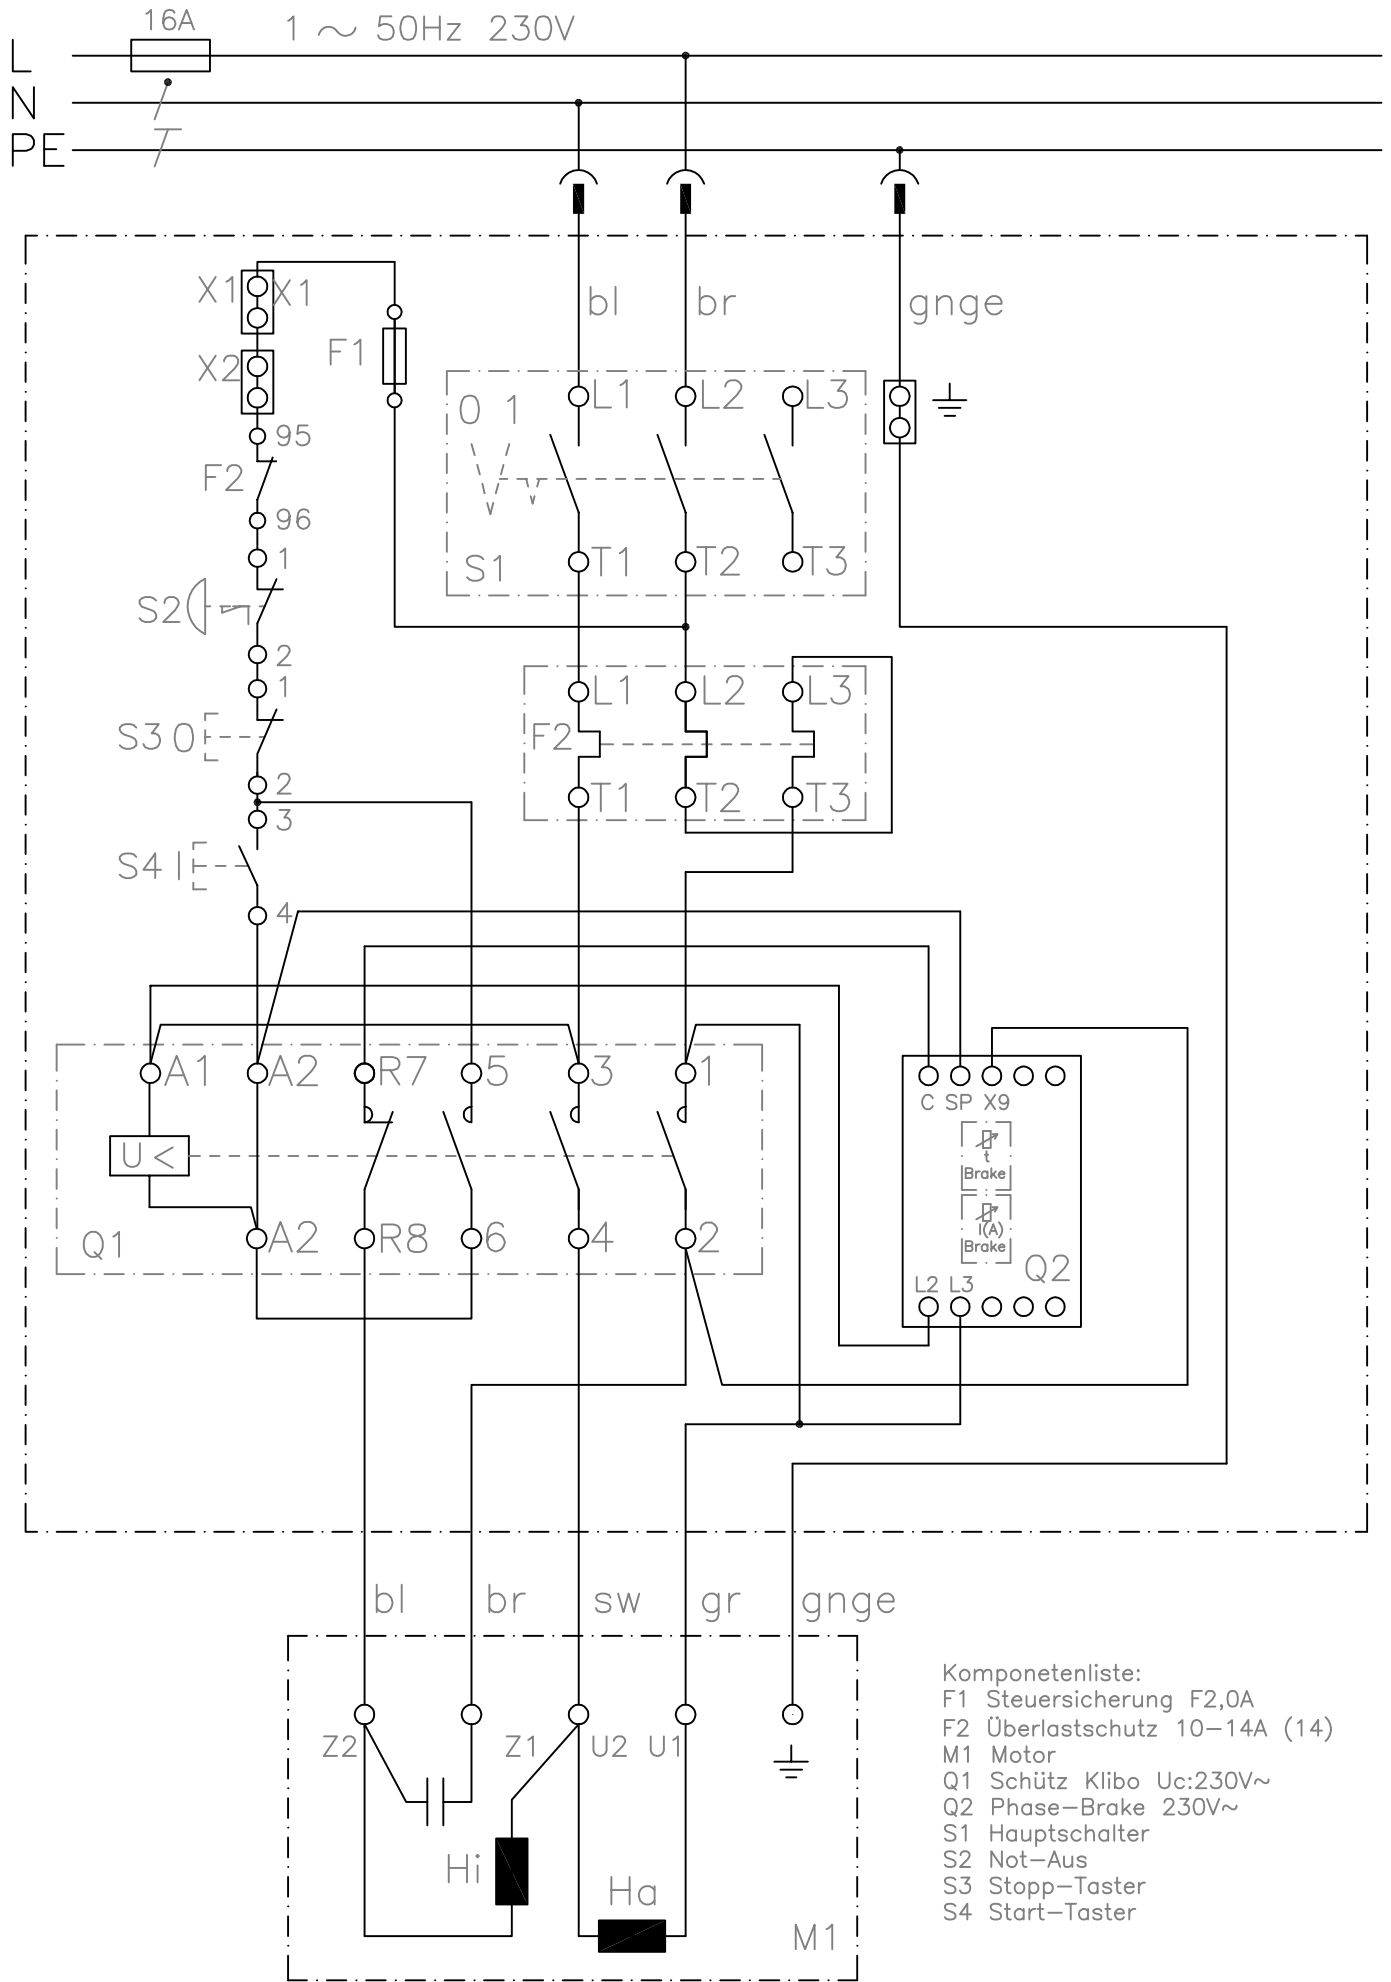 16A 1 ~ 50Hz 230V
L
N
PE
X1 X1
bl br gnge
X2 F1
0 1 L1 L2 L3
95
F2
96
1
S1 T1 T2 T3
S2
2
1
L1 L2 L3
S3 0 F2
2
T1 T2 T3
3
S4 I
4
A1 A2 R7 5 3 1
C SP X9
U<
t
Brake
I(A)
Brake
Q1 A2 R8 6 4 2
Q2
L2 L3
bl br sw gr gnge
Z2 Z1 U2 U1
Hi Ha
M1
Komponetenliste:
F1 Steuersicherung F2,0A
F2 Überlastschutz 10-14A (14)
M1 Motor
Q1 Schütz Klibo Uc:230V~
Q2 Phase-Brake 230V~
S1 Hauptschalter
S2 Not-Aus
S3 Stopp-Taster
S4 Start-Taster